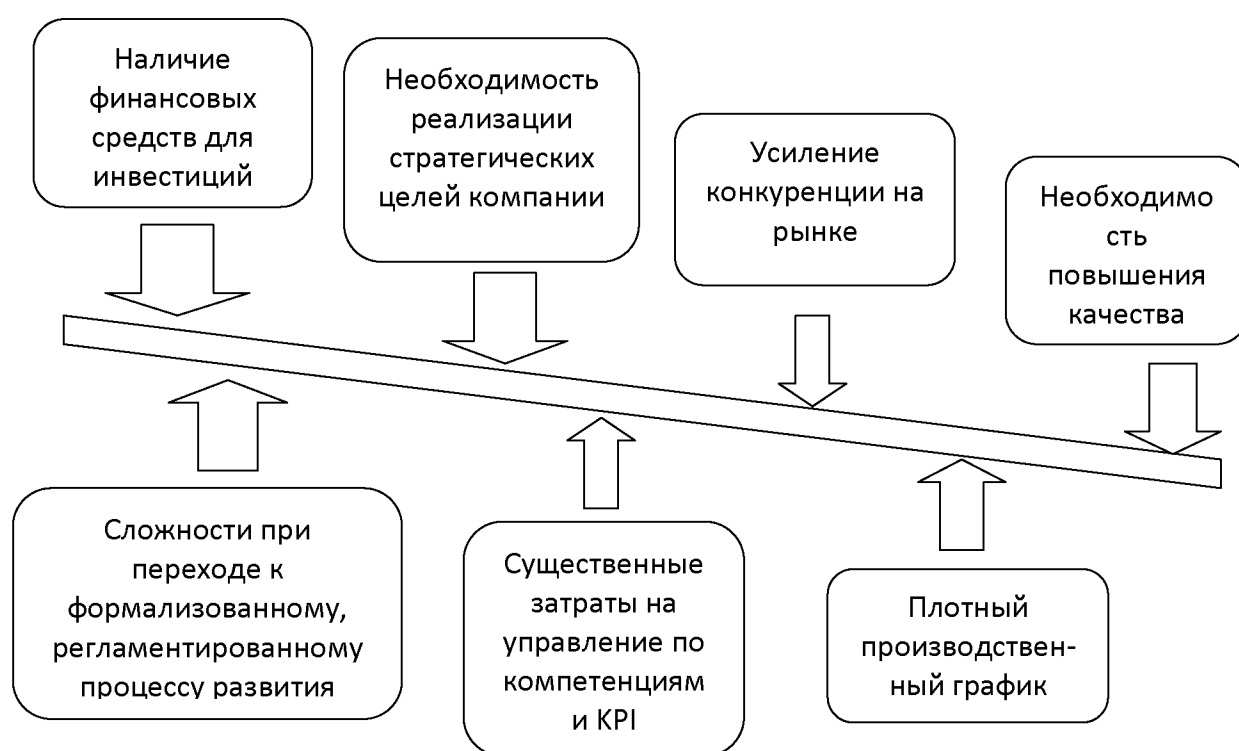 Наличие
финансовых
средств для
инвестиций
Необходимость
реализации
стратегических
целей компании
Усиление
конкуренции на
рынке
Необходимо
сть
повышения
качества
Сложности при
переходе к
формализованному,
регламентированному
процессу развития
Существенные
затраты на
управление по
компетенциям
и KPI
Плотный
производствен-
ный график